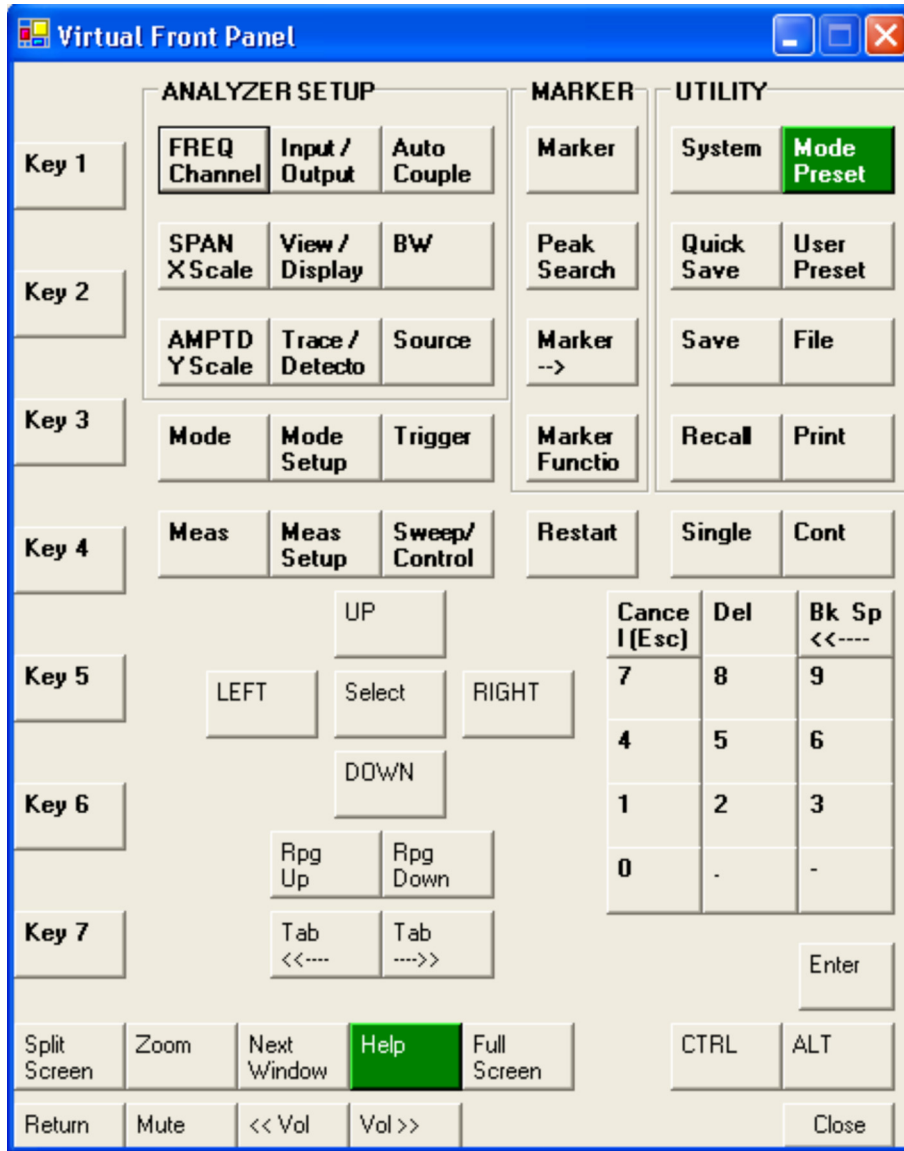 Virtual Front Panel
ANALYZER SETUP
MARKER
UTILITY
Key 1
FREQ
Channel
Input /
Output
Auto
Couple
Marker
System
Mode
Preset
Key 2
SPAN
X Scale
View /
Display
BW
Peak
Search
Quick
Save
User
Preset
Key 3
AMPTD
Y Scale
Trace /
Detecto
Source
Marker
-->
Save
File
Mode
Mode
Setup
Trigger
Marker
Functio
Recall
Print
Key 4
Meas
Meas
Setup
Sweep/
Control
Restart
Single
Cont
UP
Cance
l (Esc)
Del
Bk Sp
<<----
Key 5
LEFT
Select
RIGHT
7
8
9
4
5
6
DOWN
Key 6
1
2
3
Rpg
Up
Rpg
Down
0
.
-
Key 7
Tab
<<----
Tab
---->>
Enter
Split
Screen
Zoom
Next
Window
Help
Full
Screen
CTRL
ALT
Return
Mute
<< Vol
Vol >>
Close